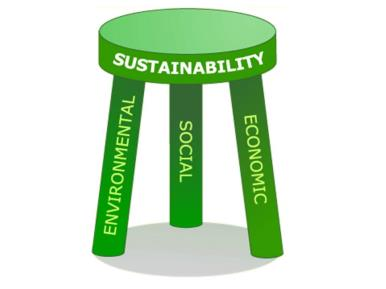 SUSTAINABILITY
ENVIRONMENTAL
SOCIAL
ECONOMIC